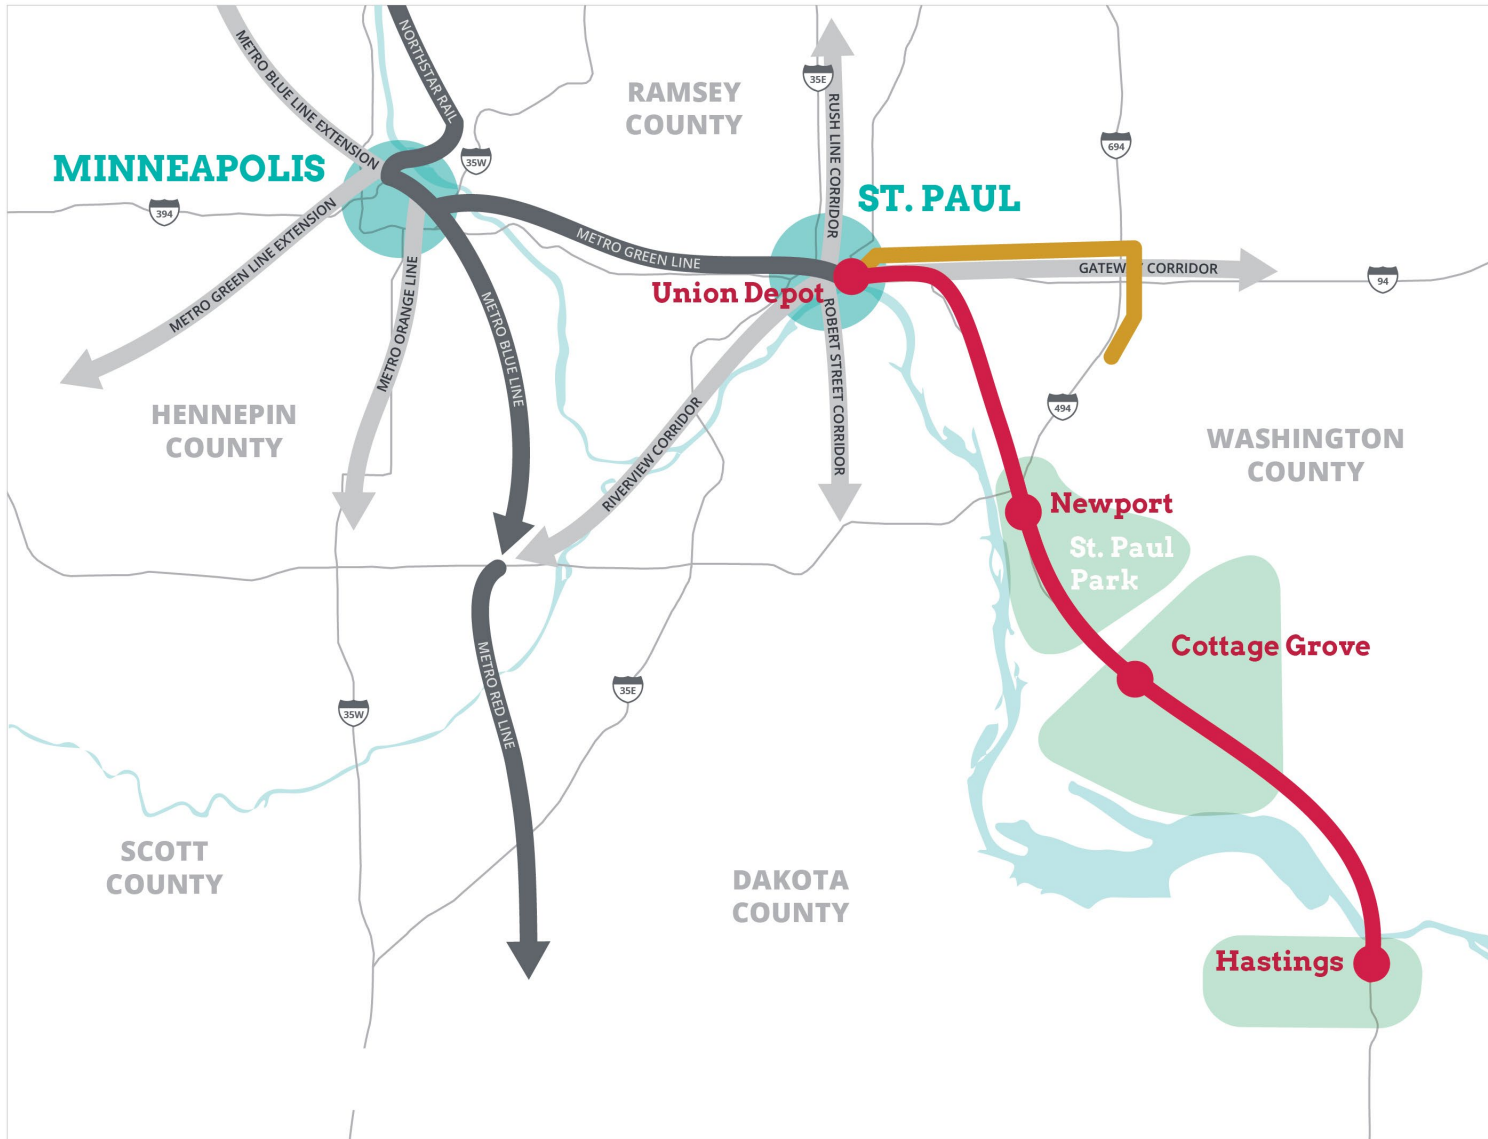 METRO BLUE LINE EXTENSION
NORTHSTAR RAIL
RAMSEY
COUNTY
35E
RUSH LINE CORRIDOR
694
MINNEAPOLIS
35W
394
ST. PAUL
METRO GREEN LINE EXTENSION
METRO ORANGE LINE
METRO GREEN LINE
GATEWAY CORRIDOR
94
Union Depot
METRO BLUE LINE
ROBERT STREET CORRIDOR
HENNEPIN
COUNTY
RIVERVIEW CORRIDOR
494
WASHINGTON
COUNTY
Newport
St. Paul
Park
Cottage Grove
METRO RED LINE
35E
35W
SCOTT
COUNTY
DAKOTA
COUNTY
Hastings